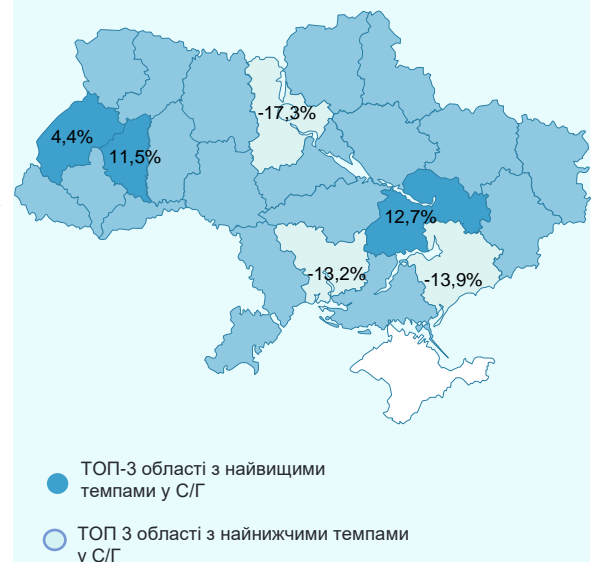 -17,3%
4,4%
11,5%
12,7%
-13,2%
-13,9%
ТОП-3 області з найвищими
темпами у С/Г
ТОП 3 області з найнижчими темпами
у С/Г